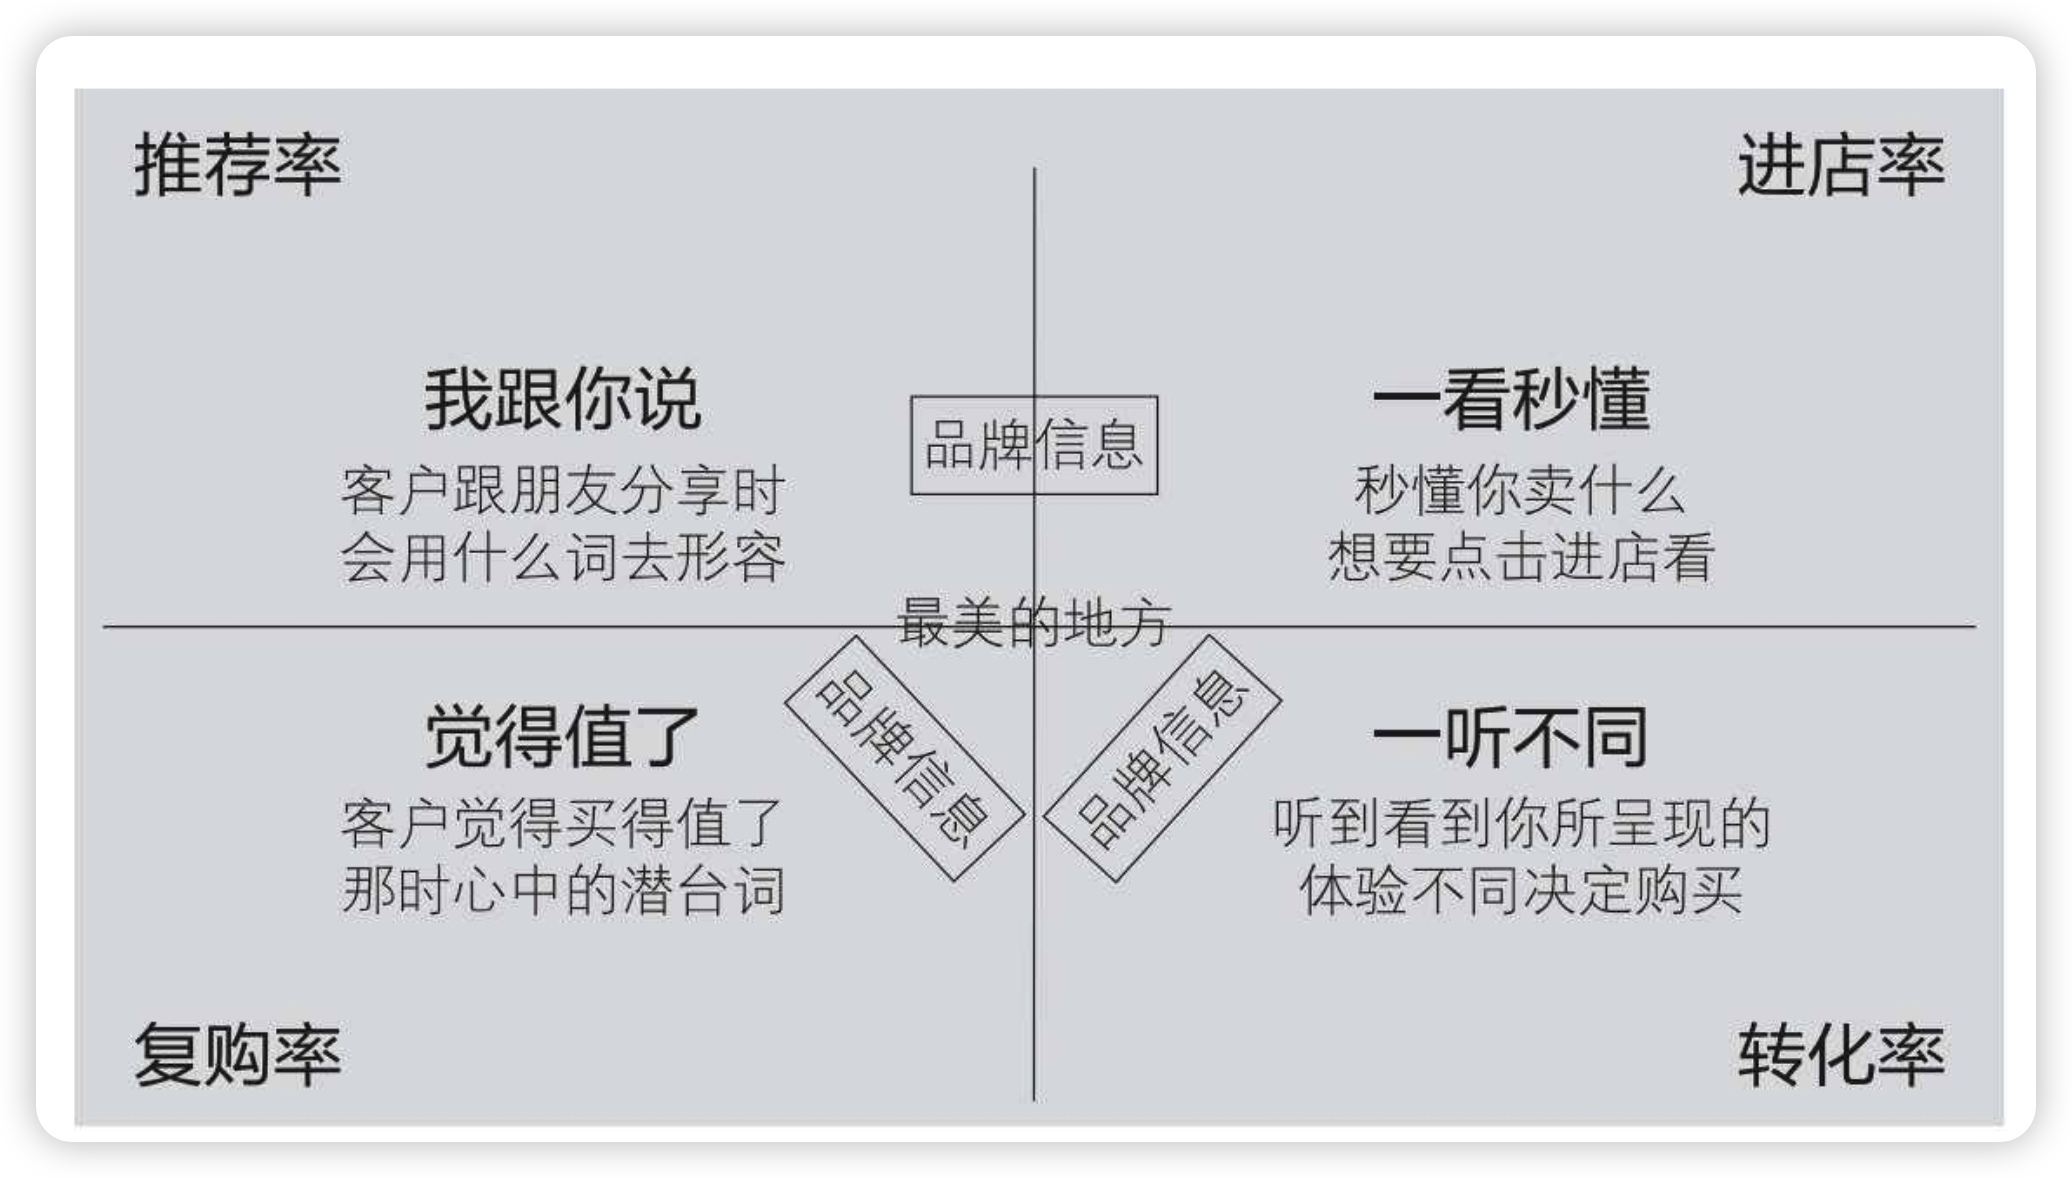 推荐率
进店率
我跟你说
客户跟朋友分享时
会用什么词去形容
品牌信息
一看秒懂
秒懂你卖什么
想要点击进店看
最美的地方
觉得值了
客户觉得买得值了
那时心中的潜台词
品牌信息
品牌信息
一听不同
听到看到你所呈现的
体验不同决定购买
复购率
转化率